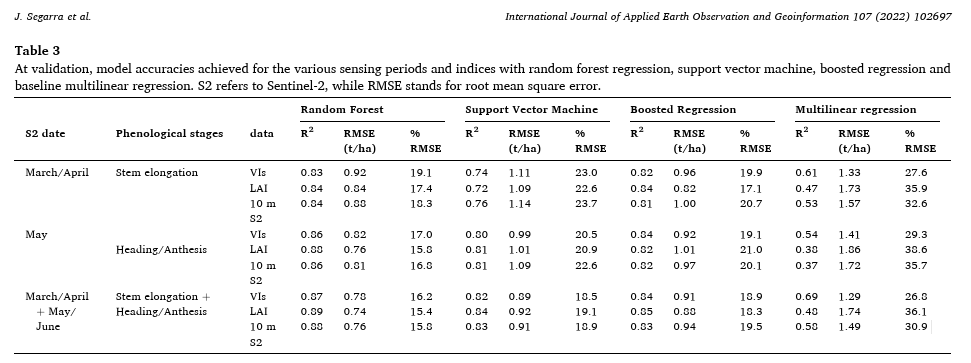 J. Segarra et al. International Journal of Applied Earth Observation and Geoinformation 107 (2022) 102697
Table 3
At validation, model accuracies achieved for the various sensing periods and indices with random forest regression, support vector machine, boosted regression and
baseline multilinear regression. S2 refers to Sentinel-2, while RMSE stands for root mean square error.
Random Forest Support Vector Machine Boosted Regression Multilinear regression
S2 date Phenological stages data R² RMSE % R² RMSE % R² RMSE % R² RMSE %
(t/ha) RMSE (t/ha) RMSE (t/ha) RMSE (t/ha) RMSE
March/April Stem elongation VIs 0.83 0.92 19.1 0.74 1.11 23.0 0.82 0.96 19.9 0.61 1.33 27.6
LAI 0.84 0.84 17.4 0.72 1.09 22.6 0.84 0.82 17.1 0.47 1.73 35.9
10 m 0.84 0.88 18.3 0.76 1.14 23.7 0.81 1.00 20.7 0.53 1.57 32.6
S2
May VIs 0.86 0.82 17.0 0.80 0.99 20.5 0.84 0.92 19.1 0.54 1.41 29.3
Heading/Anthesis LAI 0.88 0.76 15.8 0.81 1.01 20.9 0.82 1.01 21.0 0.38 1.86 38.6
10 m 0.86 0.81 16.8 0.81 1.09 22.6 0.82 0.97 20.1 0.37 1.72 35.7
S2
March/April Stem elongation + VIs 0.87 0.78 16.2 0.82 0.89 18.5 0.84 0.91 18.9 0.69 1.29 26.8
+ May/ Heading/Anthesis LAI 0.89 0.74 15.4 0.84 0.92 19.1 0.85 0.88 18.3 0.48 1.74 36.1
June 10 m 0.88 0.76 15.8 0.83 0.91 18.9 0.83 0.94 19.5 0.58 1.49 30.9
S2